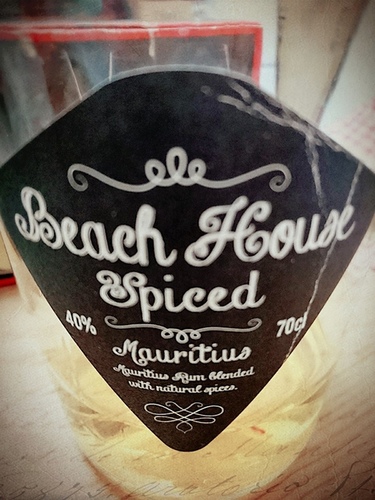 Beach House
Spiced
40%
70cl
Mauritius
Mauritius Rum blended
with natural spices.